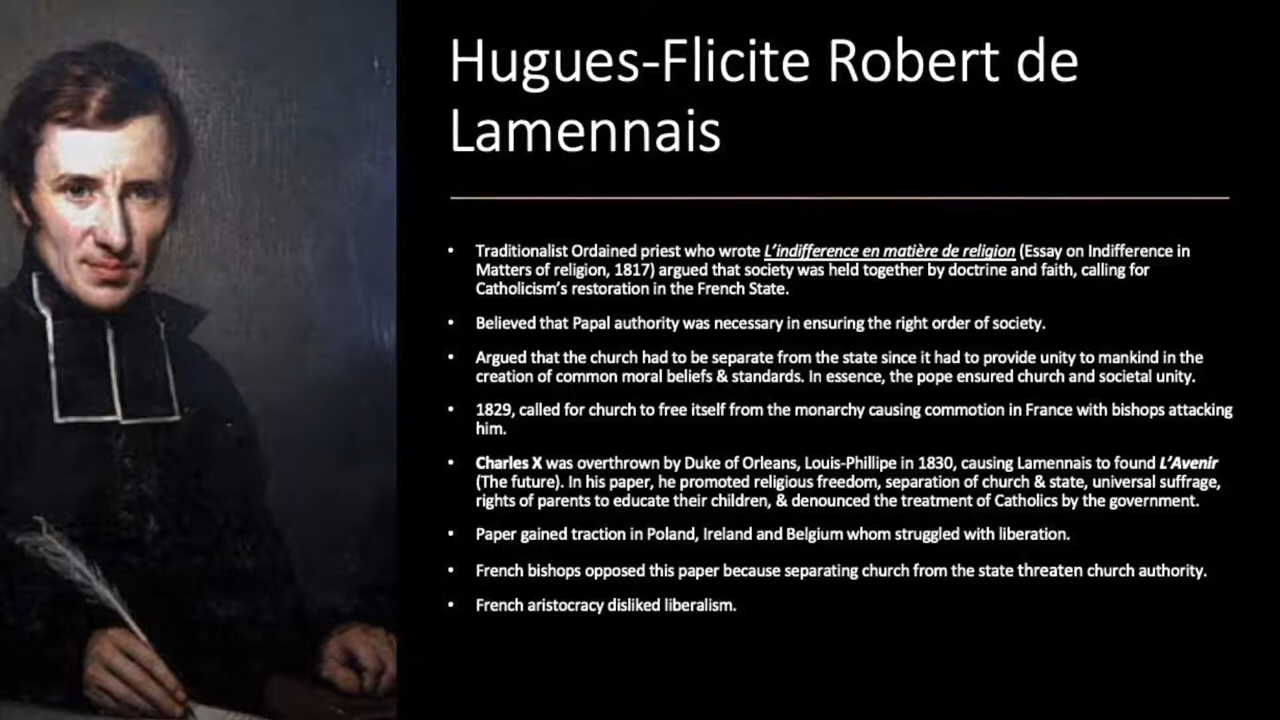 Hugues-Flicite Robert de
Lamennais
• Traditionalist Ordained priest who wrote L'indifference en matière de religion (Essay on Indifference in
Matters of religion, 1817) argued that society was held together by doctrine and faith, calling for
Catholicism's restoration in the French State.
• Believed that Papal authority was necessary in ensuring the right order of society.
• Argued that the church had to be separate from the state since it had to provide unity to mankind in the
creation of common moral beliefs & standards. In essence, the pope ensured church and societal unity.
• 1829, called for church to free itself from the monarchy causing commotion in France with bishops attacking
him.
• Charles X was overthrown by Duke of Orleans, Louis-Phillipe in 1830, causing Lamennais to found L'Avenir
(The future). In his paper, he promoted religious freedom, separation of church & state, universal suffrage,
rights of parents to educate their children, & denounced the treatment of Catholics by the government.
• Paper gained traction in Poland, Ireland and Belgium whom struggled with liberation.
• French bishops opposed this paper because separating church from the state threaten church authority.
• French aristocracy disliked liberalism.